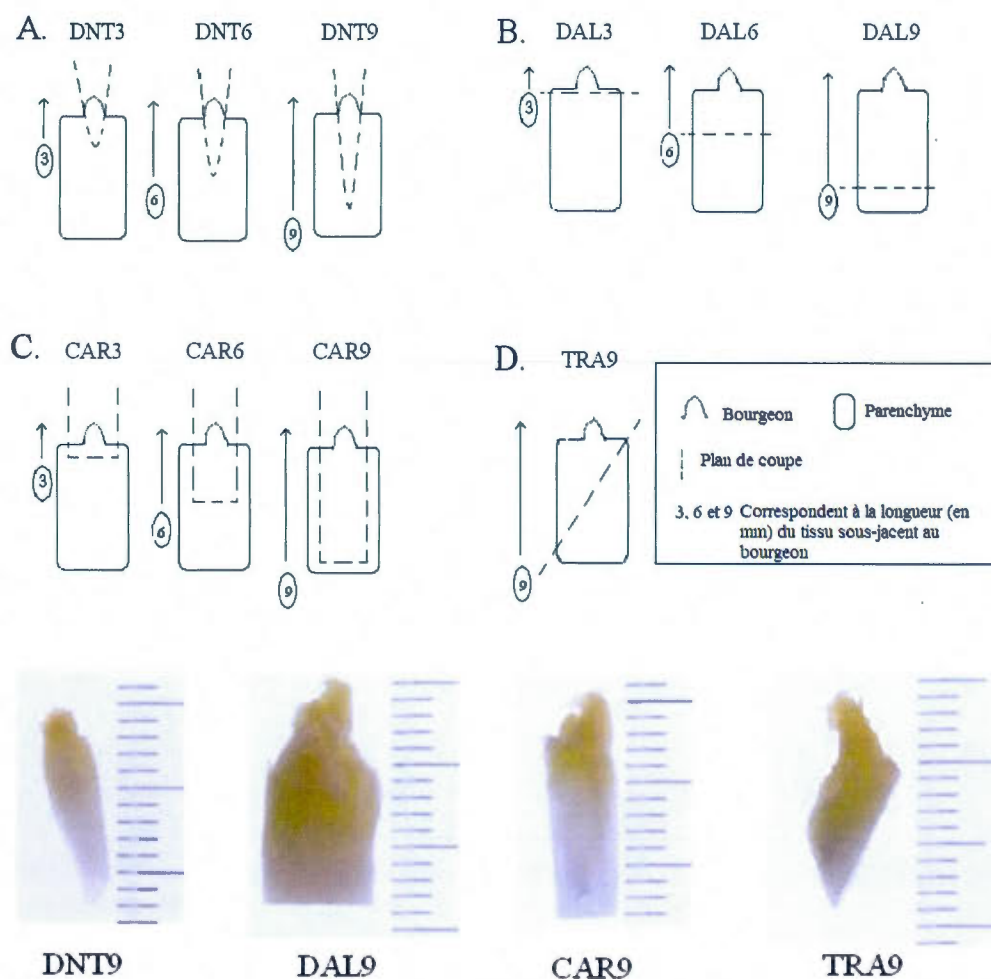 A. DNT3 DNT6 DNT9
3 6 9
B. DAL3 DAL6 DAL9
3 6 9
C. CAR3 CAR6 CAR9
3 6 9
D. TRA9
9
Bourgeon Parenchyme
Plan de coupe
3, 6 et 9 Correspondent à la longueur (en
mm) du tissu sous-jacent au
bourgeon
DNT9 DAL9 CAR9 TRA9